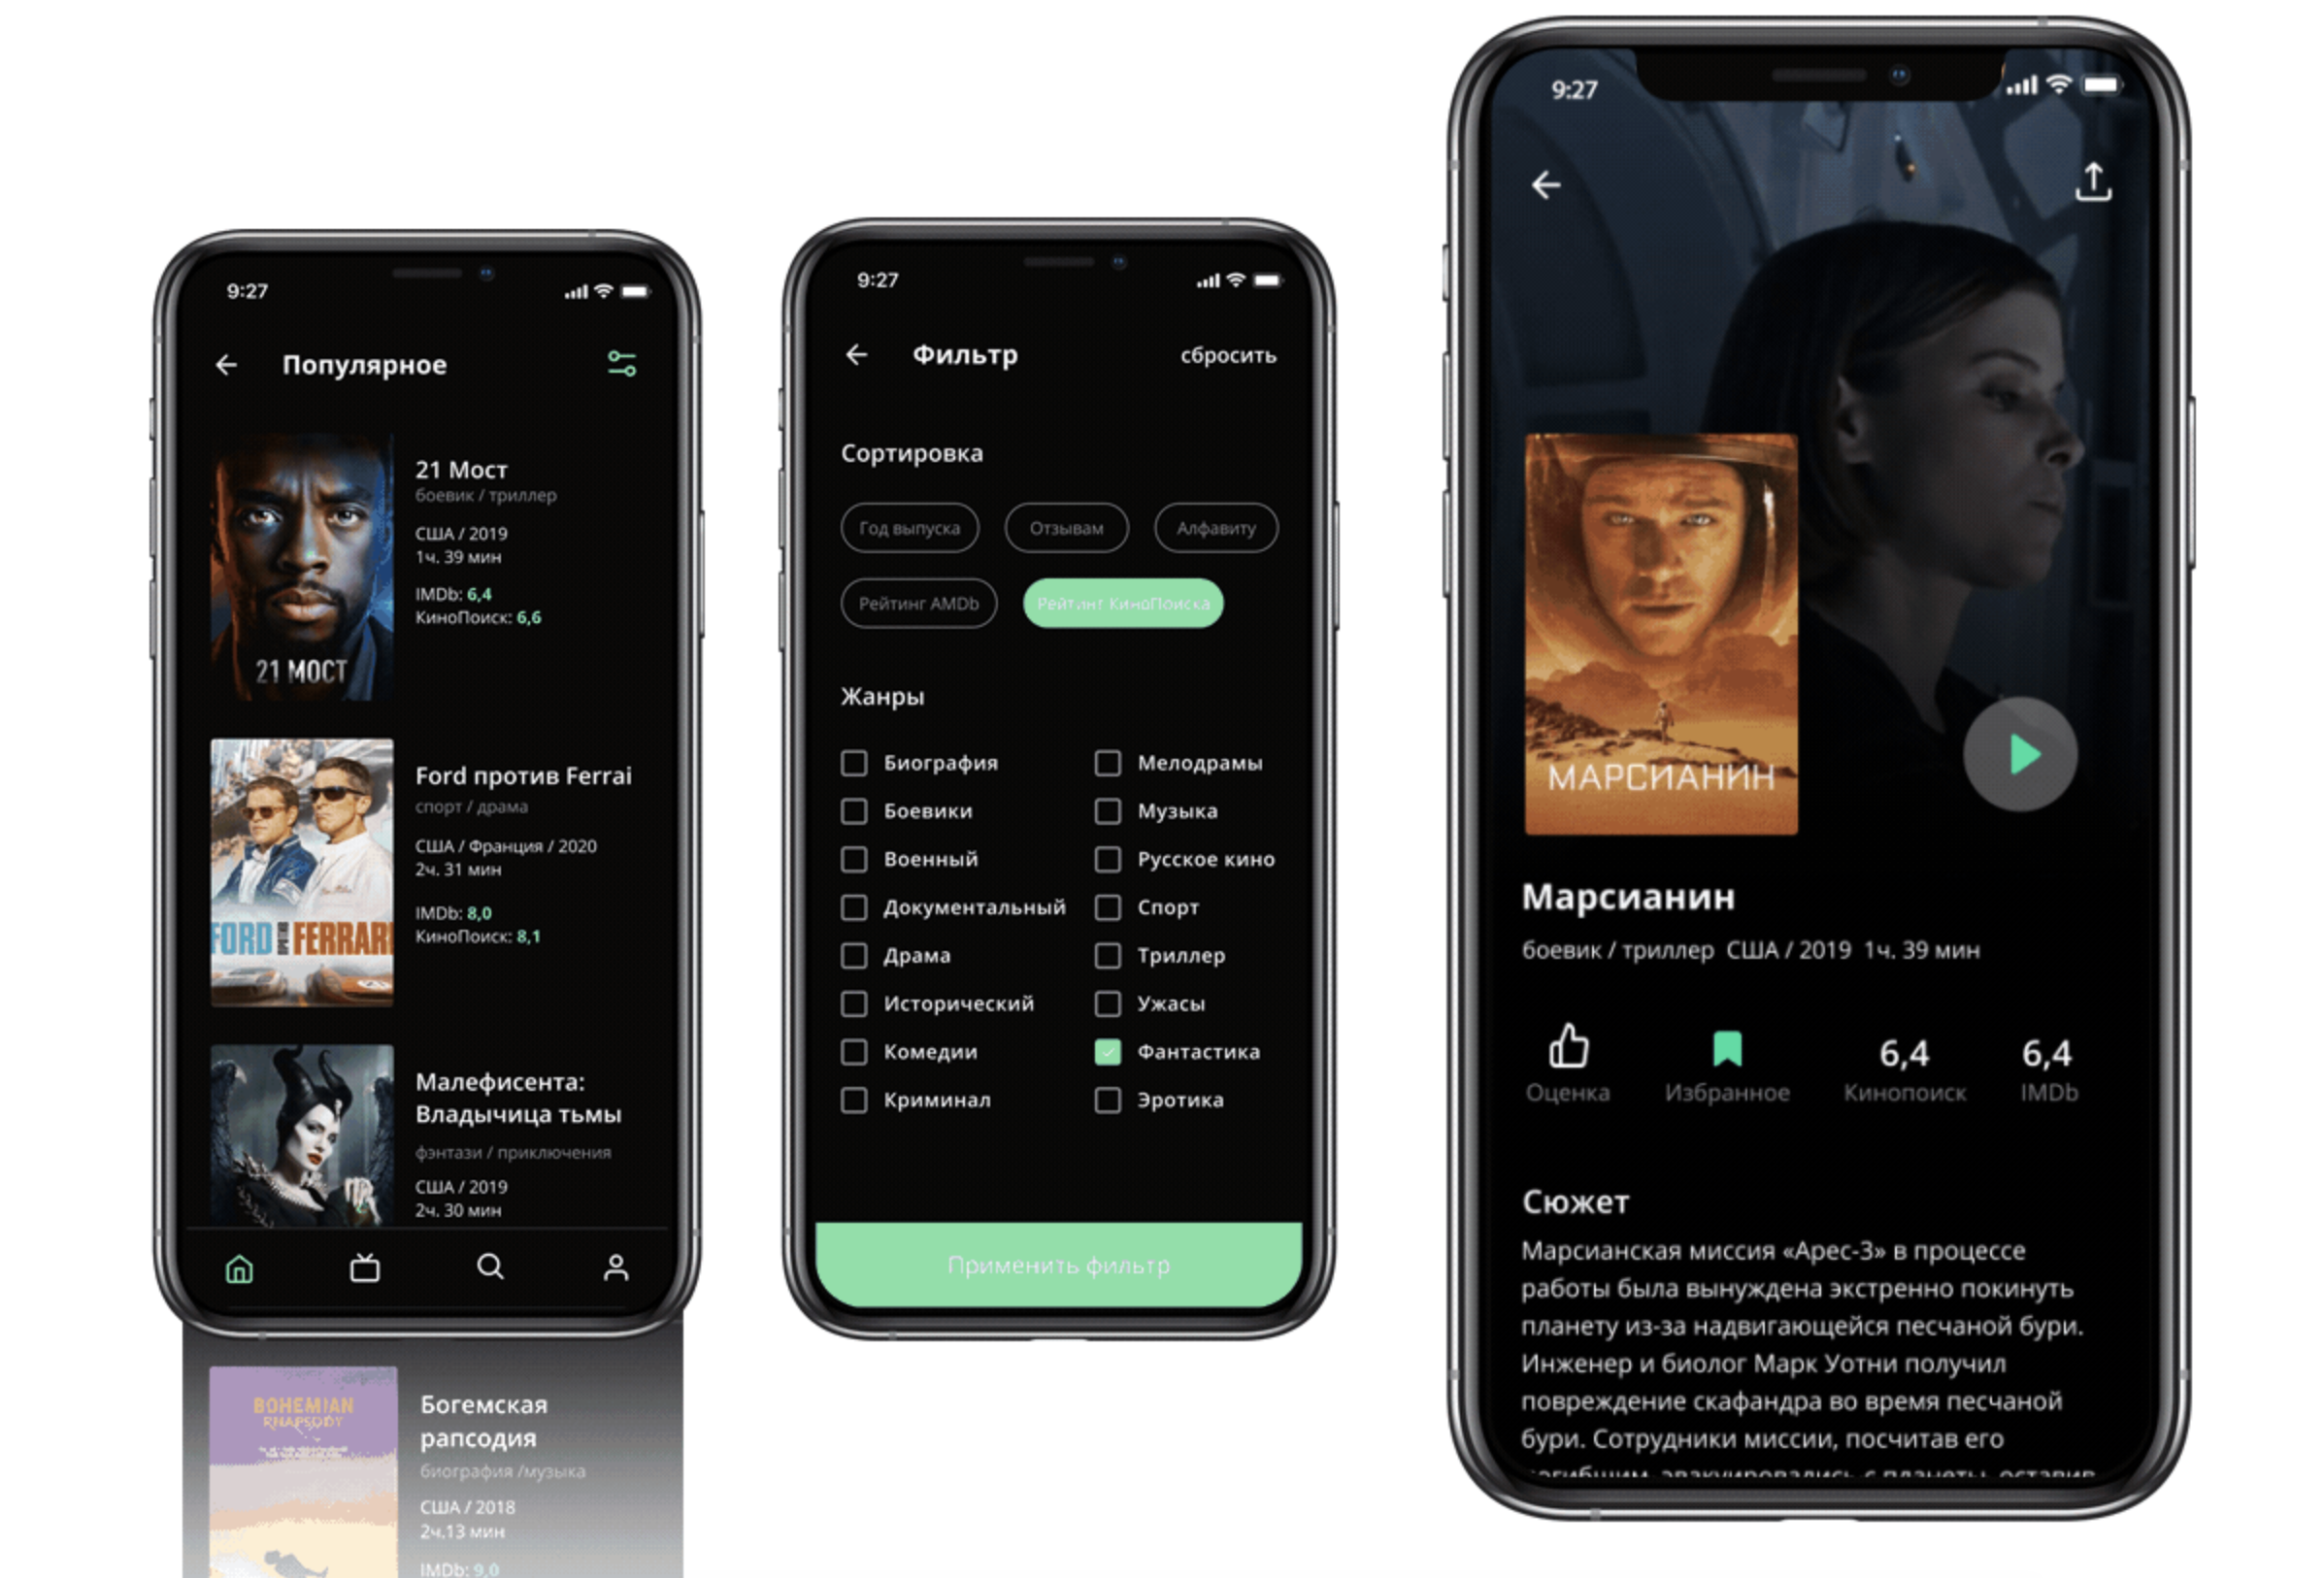 9:27
Популярное
21 МОСТ
21 Мост
боевик / триллер
США / 2019
1ч. 39 мин
IMDb: 6,4
КиноПоиск: 6,6
FORD ПРОТИВ FERRARI
Ford против Ferrai
спорт / драма
США / Франция / 2020
2ч. 31 мин
IMDb: 8,0
КиноПоиск: 8,1
Малефисента:
Владычица тьмы
фэнтази / приключения
США / 2019
2ч. 30 мин
BOHEMIAN
RHAPSODY
Богемская
рапсодия
биография /музыка
США / 2018
2ч.13 мин
IMDb: 9,0
9:27
Фильтр
сбросить
Сортировка
Год выпуска
Отзывам
Алфавиту
Рейтинг AMDb
Рейтинг КиноПоиска
Жанры
Биография
Мелодрамы
Боевики
Музыка
Военный
Русское кино
Документальный
Спорт
Драма
Триллер
Исторический
Ужасы
Комедии
Фантастика
Криминал
Эротика
Применить фильтр
9:27
МАРСИАНИН
Марсианин
боевик / триллер США / 2019 1ч. 39 мин
6,4
6,4
Оценка
Избранное
Кинопоиск
IMDb
Сюжет
Марсианская миссия «Арес-3» в процессе
работы была вынуждена экстренно покинуть
планету из-за надвигающейся песчаной бури.
Инженер и биолог Марк Уотни получил
повреждение скафандра во время песчаной
бури. Сотрудники миссии, посчитав его
погибшим, эвакуировались с планеты, оставив